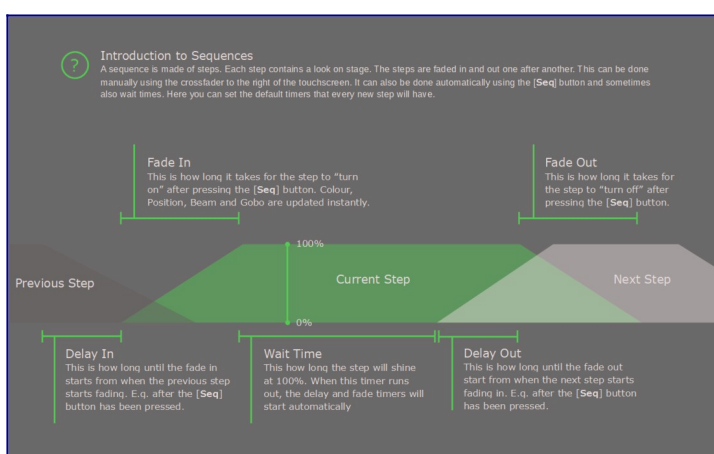 ?
Introduction to Sequences
A sequence is made of steps. Each step contains a look on stage. The steps are faded in and out one after another. This can be done
manually using the crossfader to the right of the touchscreen. It can also be done automatically using the [Seq] button and sometimes
also wait times. Here you can set the default timers that every new step will have.
Fade In
This is how long it takes for the step to "turn
on" after pressing the [Seq] button. Colour,
Position, Beam and Gobo are updated instantly.
Fade Out
This is how long it takes for
the step to "turn off" after
pressing the [Seq] button.
100%
Previous Step
Current Step
Next Step
0%
Delay In
This is how long until the fade in
starts from when the previous step
starts fading. E.g. after the [Seq]
button has been pressed.
Wait Time
This how long the step will shine
at 100%. When this timer runs
out, the delay and fade timers will
start automatically
Delay Out
This is how long until the fade out
start from when the next step starts
fading in. E.g. after the [Seq] button
has been pressed.